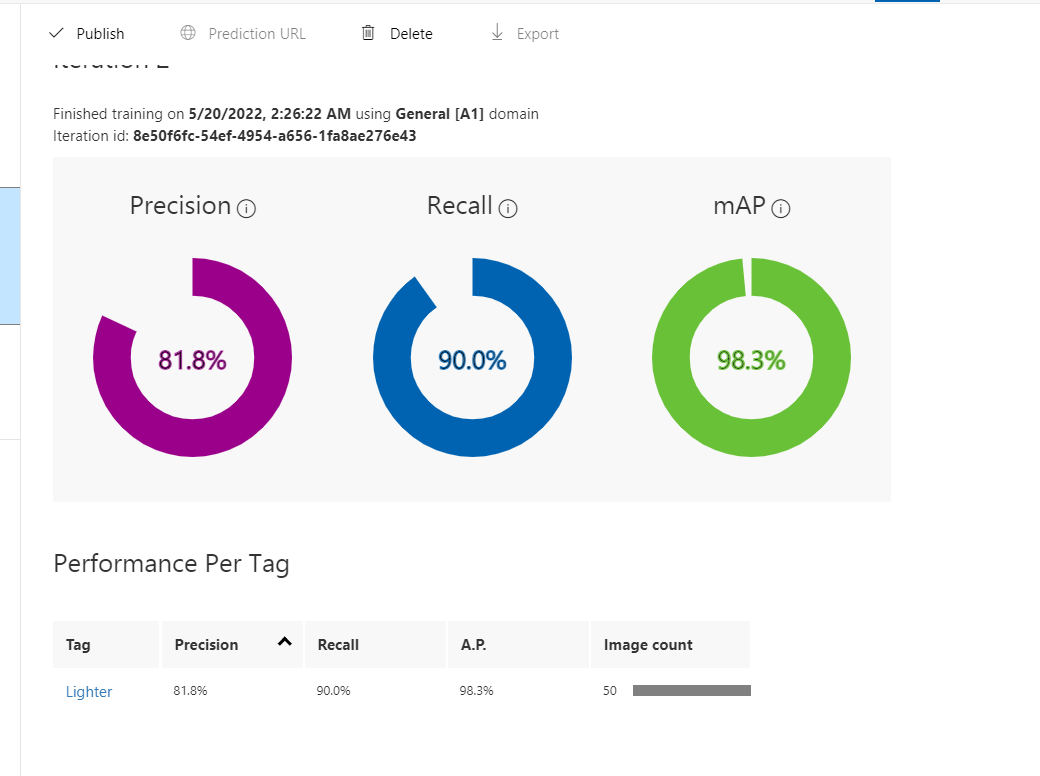 Publish Prediction URL Delete Export
Iteration 2
Finished training on 5/20/2022, 2:26:22 AM using General [A1] domain
Iteration id: 8e50f6fc-54ef-4954-a656-1fa8ae276e43
Precision Recall mAP
81.8% 90.0% 98.3%
Performance Per Tag
Tag Precision Recall A.P. Image count
Lighter 81.8% 90.0% 98.3% 50